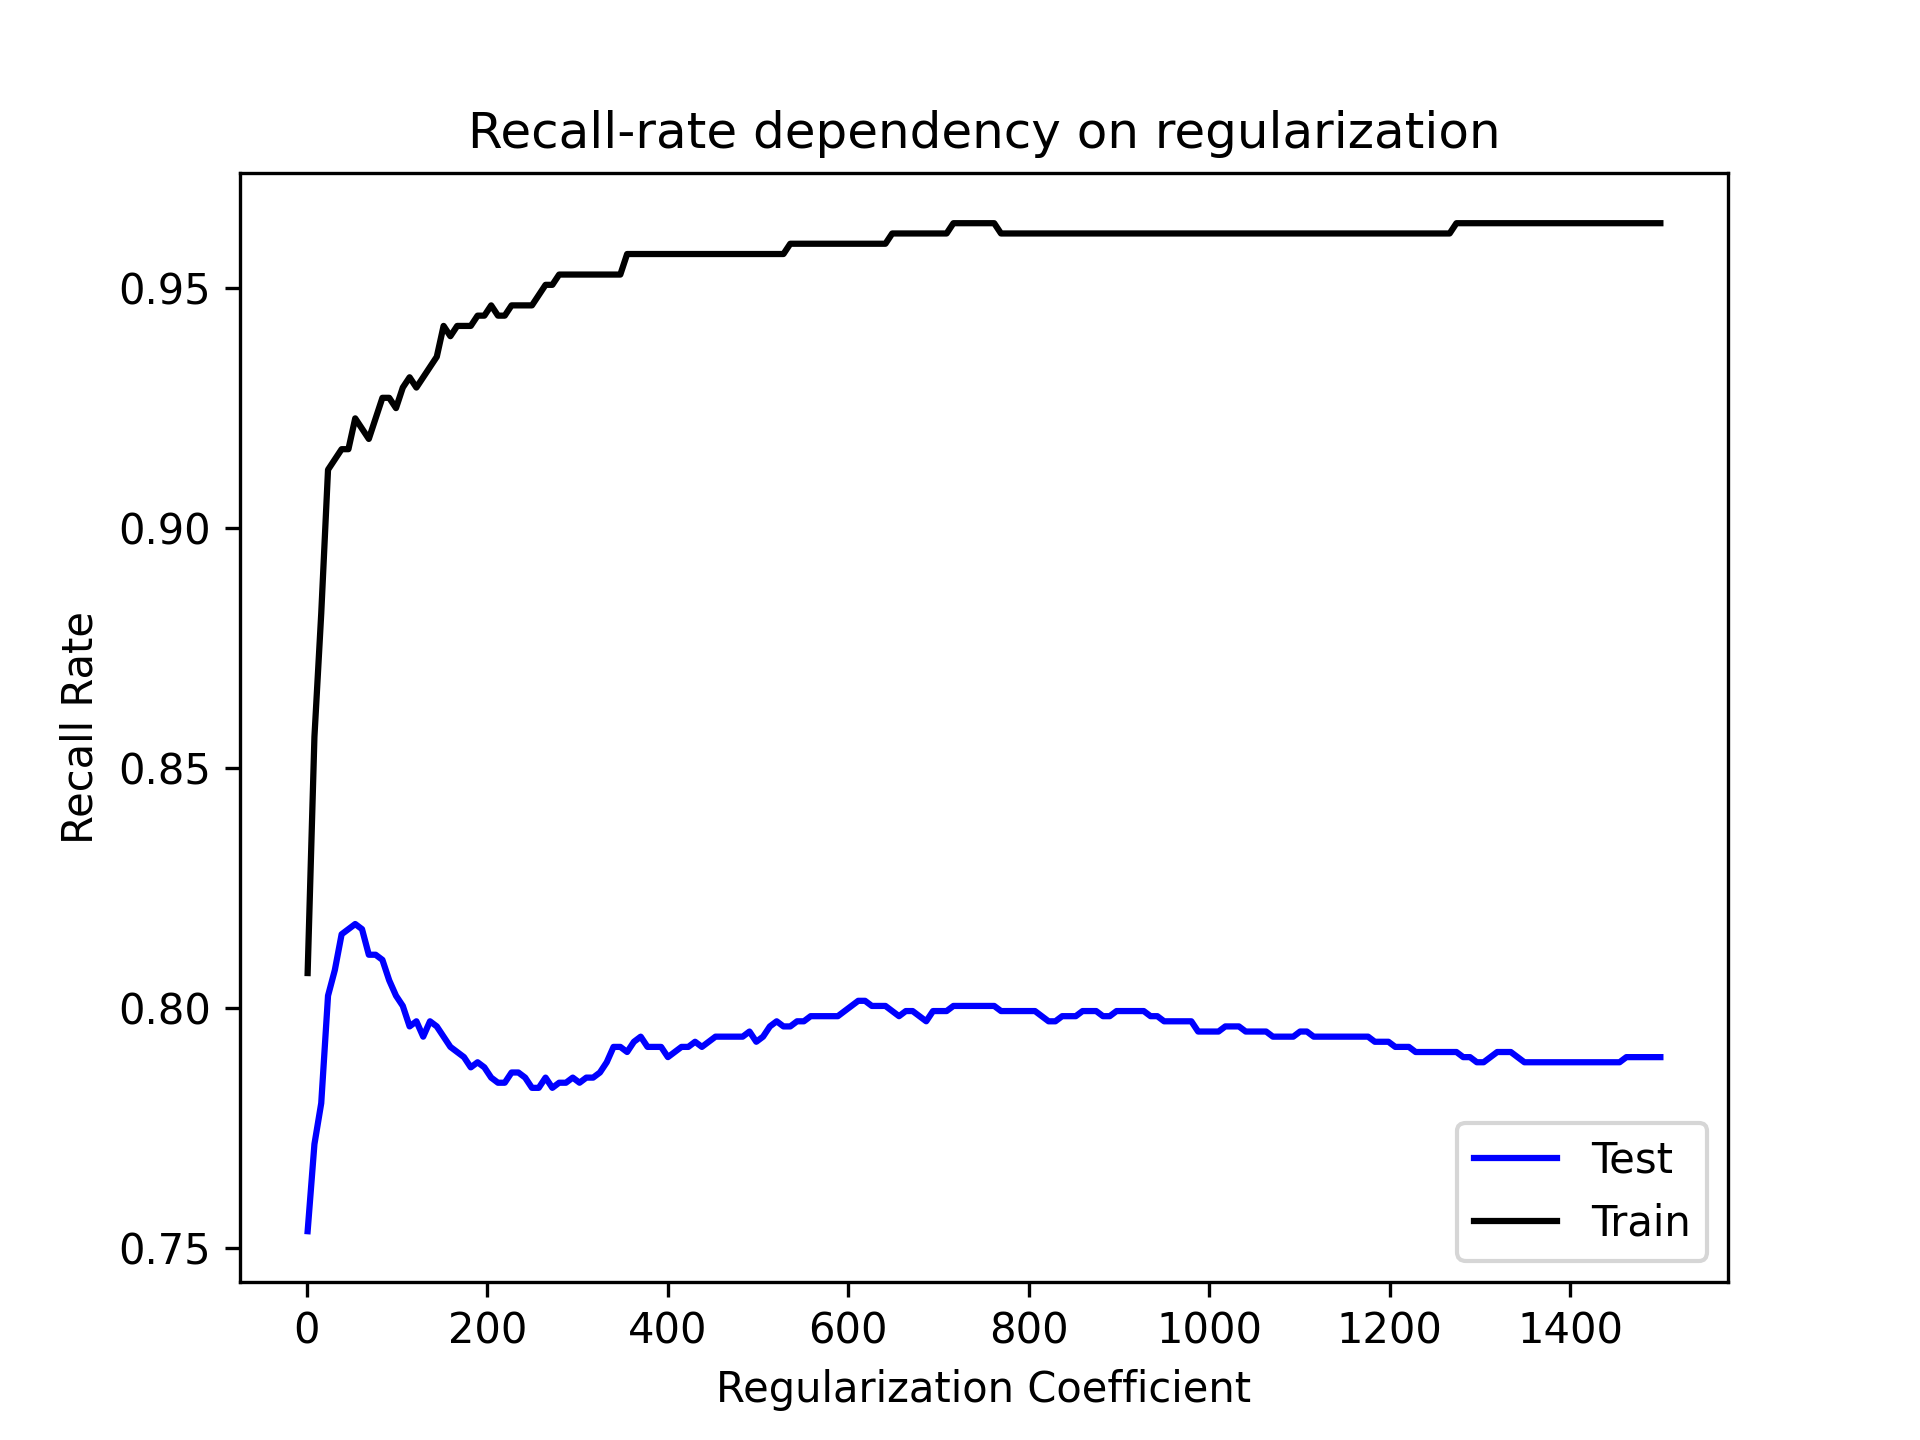 Recall-rate dependency on regularization
Recall Rate
0.95
0.90
0.85
0.80
0.75
0 200 400 600 800 1000 1200 1400
Regularization Coefficient
Test
Train